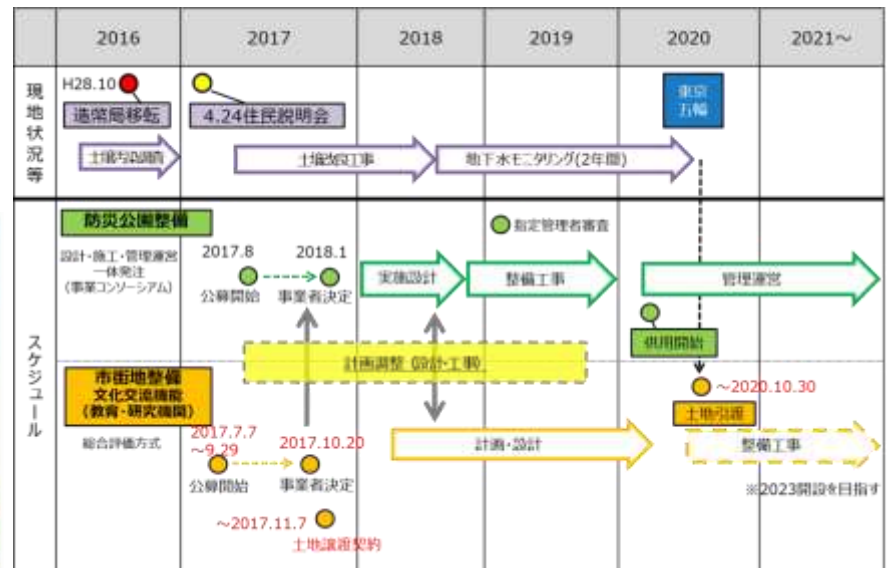 2016
2017
2018
2019
2020
2021～
現地状況等
H28.10
造幣局移転
4.24住民説明会
東京
五輪
土壌汚染調査
土壌改良工事
地下水モニタリング(2年間)
スケジュール
防災公園整備
設計・施工・管理運営
一体発注
(事業コンソーシアム)
2017.8
2018.1
公募開始
事業者決定
指定管理者審査
実施設計
整備工事
管理運営
供用開始
計画調整（設計・工事）
市街地整備
文化交流機能
(教育・研究機関)
総合評価方式
2017.7.7
～9.29
2017.10.20
公募開始
事業者決定
計画・設計
～2020.10.30
土地引渡
整備工事
※2023開設を目指す
～2017.11.7
土地譲渡契約